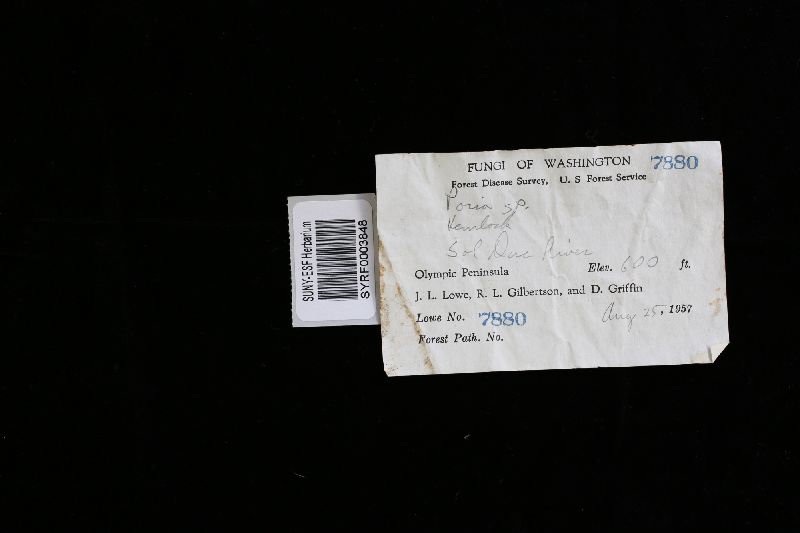 SUNY-ESF Herbarium
SYRF0003848
FUNGI OF WASHINGTON 7880
Forest Disease Survey, U. S Forest Service
Poria sp.
Hemlock
Sol Duc River
Olympic Peninsula Elev. 600 ft.
J. L. Lowe, R. L. Gilbertson, and D. Griffin
Lowe No. 7880 Aug 25, 1957
Forest Path. No.